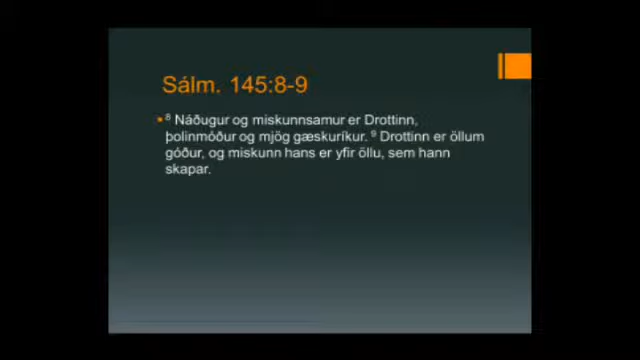 Sálm. 145:8-9
⁸ Náðugur og miskunnsamur er Drottinn,
þolinmóður og mjög gæskuríkur. ⁹ Drottinn er öllum
góður, og miskunn hans er yfir öllu, sem hann
skapar.